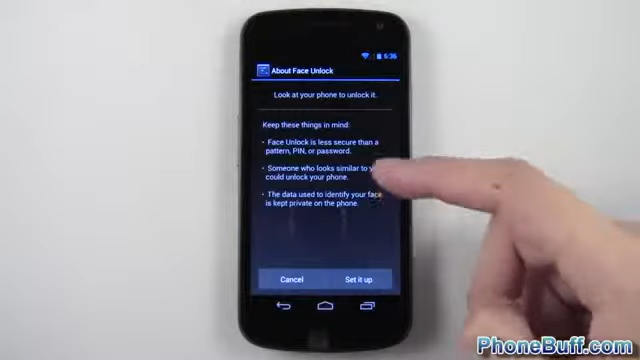 6:36
About Face Unlock
Look at your phone to unlock it.
Keep these things in mind:
· Face Unlock is less secure than a
pattern, PIN, or password.
· Someone who looks similar to
could unlock your phone.
· The data used to identify your face
is kept private on the phone.
Cancel Set it up
PhoneBuff.com